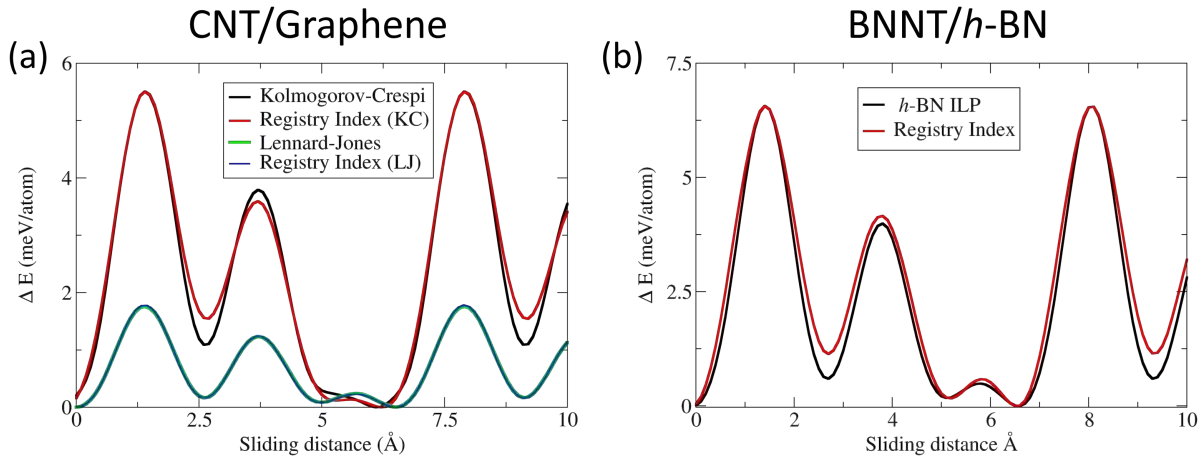 CNT/Graphene
(a)
6
4
2
0
Δ E (meV/atom)
Kolmogorov-Crespi
Registry Index (KC)
Lennard-Jones
Registry Index (LJ)
0
2.5
5
7.5
10
Sliding distance (Å)
BNNT/h-BN
(b)
7.5
5
2.5
0
Δ E (meV/atom)
h-BN ILP
Registry Index
0
2
4
6
8
10
Sliding distance Å